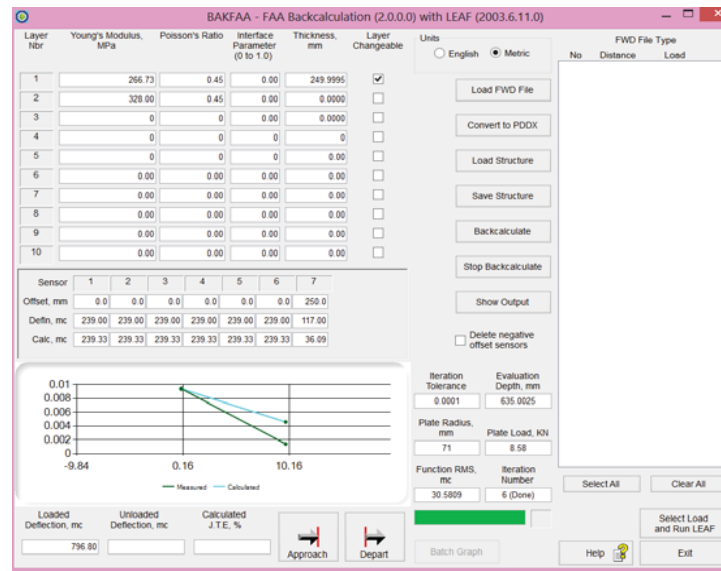 BAKFAA - FAA Backcalculation (2.0.0.0) with LEAF (2003.6.11.0)
Layer Nbr Young's Modulus, MPa Poisson's Ratio Interface Parameter (0 to 1.0) Thickness, mm Layer Changeable
1 266.73 0.45 0.00 249.9995
2 328.00 0.45 0.00 0.0000
3 0 0 0.00 0.0000
4 0 0 0 0
5 0 0 0 0.00
6 0.00 0.00 0.00 0.00
7 0.00 0.00 0.00 0.00
8 0.00 0.00 0.00 0.00
9 0.00 0.00 0.00 0.00
10 0.00 0.00 0.00 0.00
Sensor 1 2 3 4 5 6 7
Offset, mm 0.0 0.0 0.0 0.0 0.0 0.0 250.0
Defln, mc 239.00 239.00 239.00 239.00 239.00 239.00 117.00
Calc, mc 239.33 239.33 239.33 239.33 239.33 239.33 36.09
0.01
0.008
0.006
0.004
0.002
0
-9.84 0.16 10.16
Measured Calculated
Loaded Deflection, mc Unloaded Deflection, mc Calculated J.T.E, %
796.80
Approach Depart
Units
English Metric
Load FWD File
Convert to PDDX
Load Structure
Save Structure
Backcalculate
Stop Backcalculate
Show Output
Delete negative
offset sensors
Iteration Tolerance Evaluation Depth, mm
0.0001 635.0025
Plate Radius, mm Plate Load, KN
71 8.58
Function RMS, mc Iteration Number
30.5809 6 (Done)
Batch Graph
FWD File Type
No Distance Load
Select All Clear All
Select Load
and Run LEAF
Help Exit